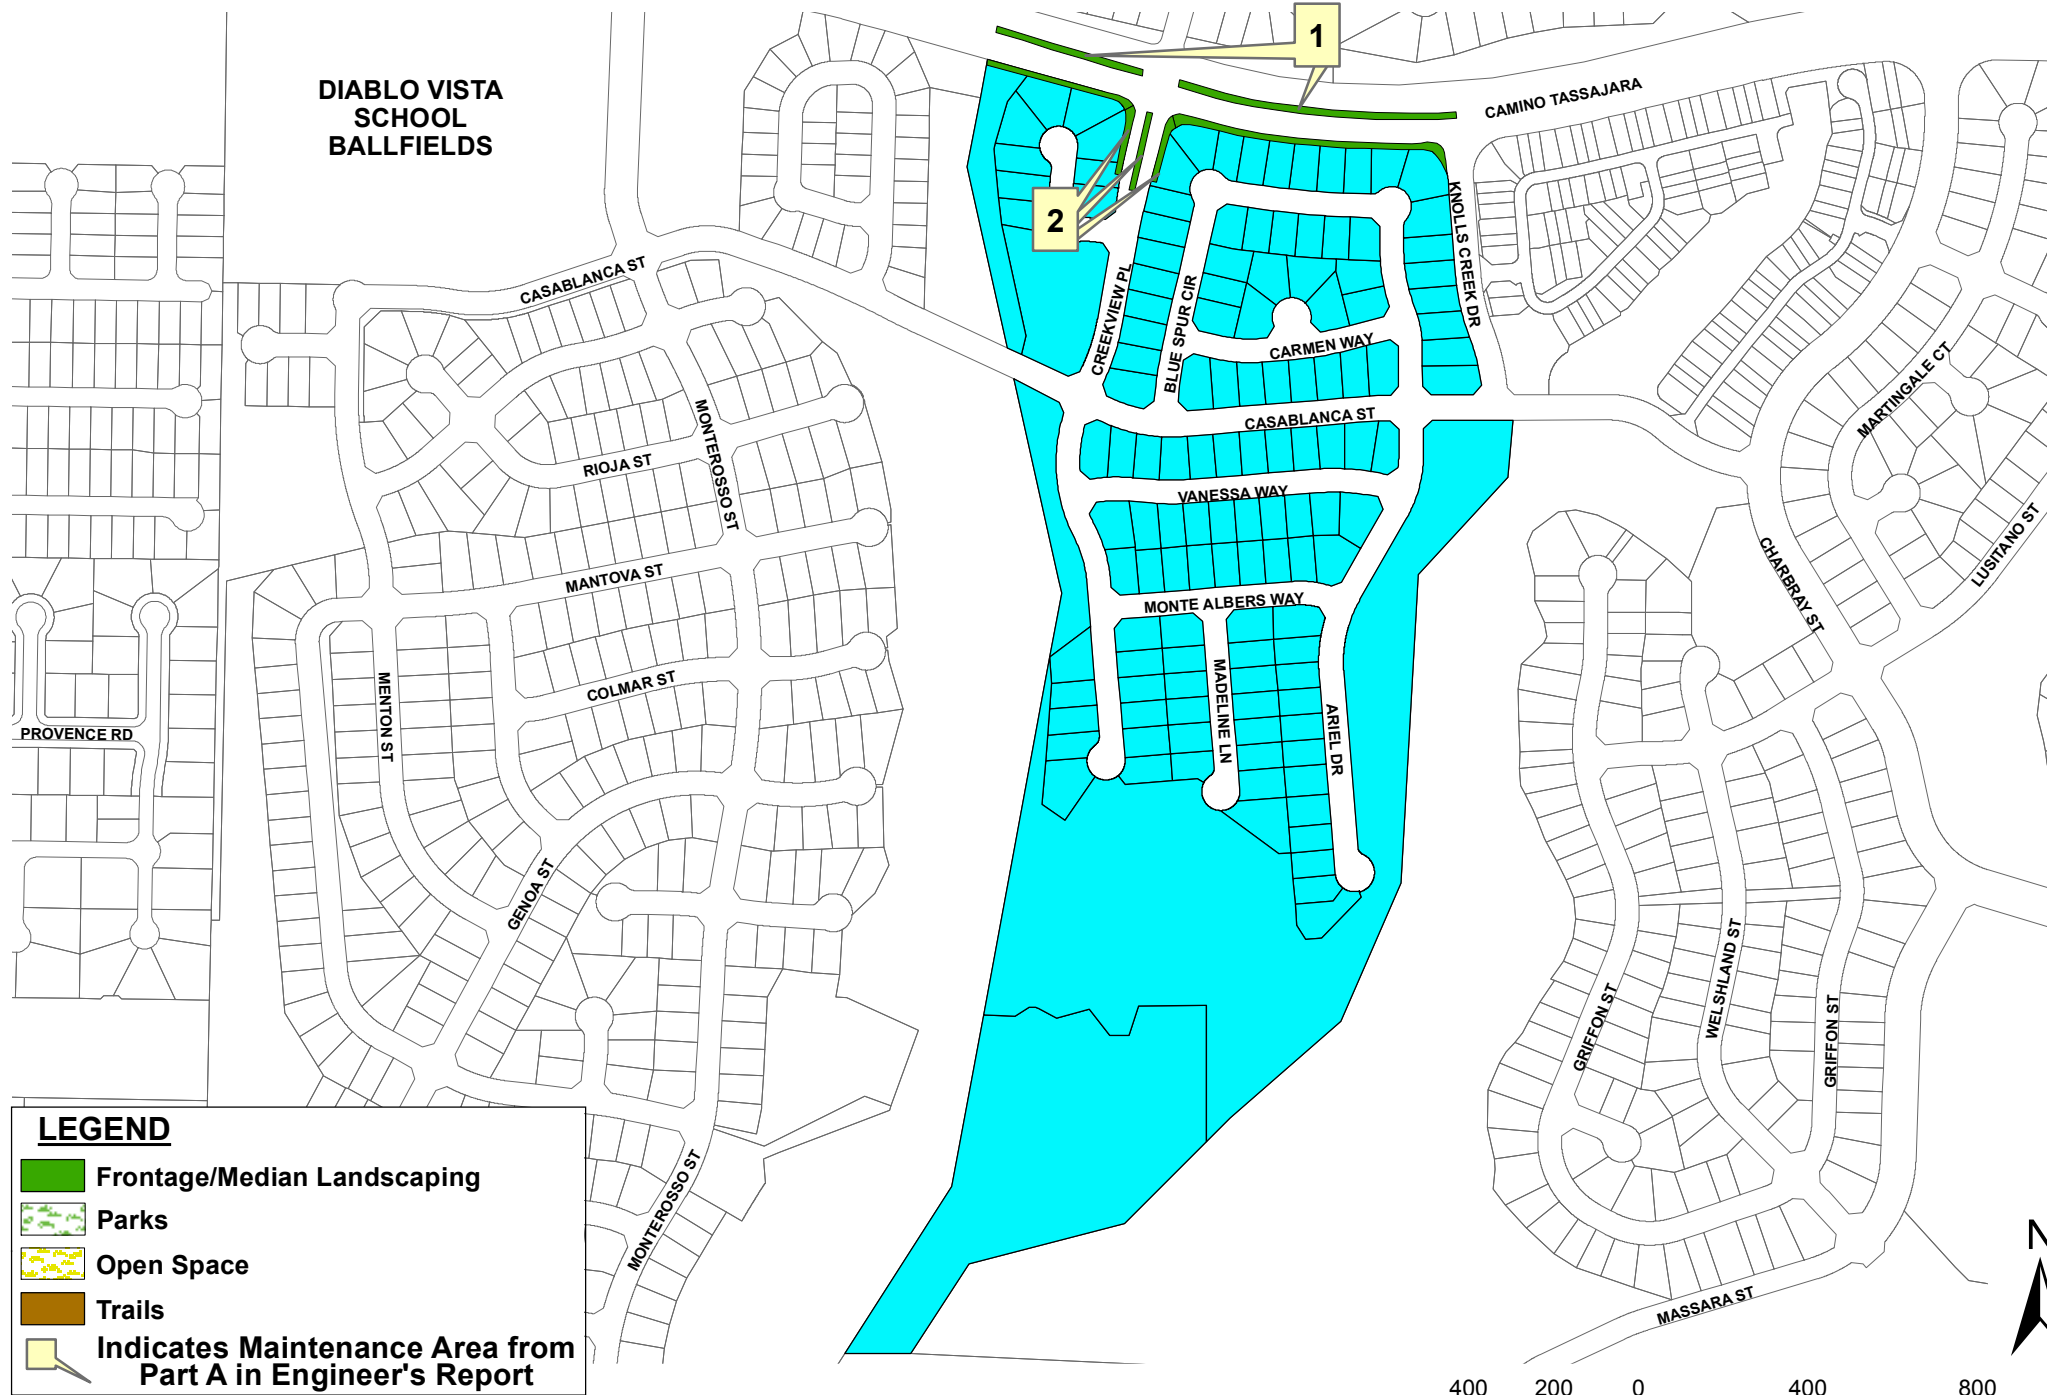 1
CAMINO TASSAJARA
DIABLO VISTA
SCHOOL
BALLFIELDS
2
KNOLLS CREEK DR
CASABLANCA ST
CREEKVIEW PL
BLUE SPUR CIR
CARMEN WAY
MARTINGALE CT
CASABLANCA ST
MONTEROSSO ST
RIOJA ST
VANESSA WAY
LUSITANO ST
CHARBRAY ST
MANTOVA ST
MONTE ALBERS WAY
MENTON ST
COLMAR ST
MADELINE LN
ARIEL DR
PROVENCE RD
GENOA ST
WELSHLAND ST
GRIFFON ST
GRIFFON ST
MONTEROSSO ST
MASSARA ST
LEGEND
Frontage/Median Landscaping
Parks
Open Space
Trails
Indicates Maintenance Area from
Part A in Engineer's Report
N
400 200 0 400 800